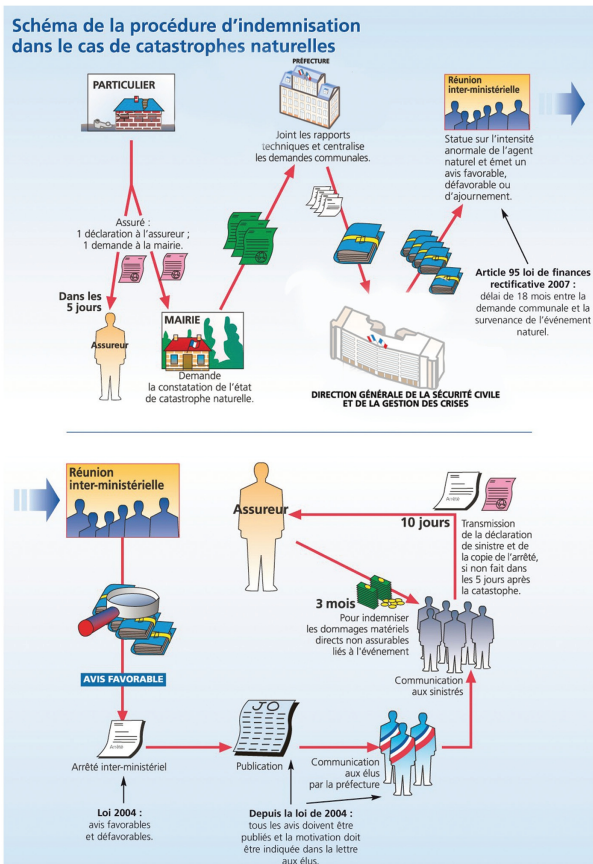 Schéma de la procédure d'indemnisation
dans le cas de catastrophes naturelles
PARTICULIER
PRÉFECTURE
Joint les rapports
techniques et centralise
les demandes communales.
Réunion
inter-ministérielle
Statue sur l'intensité
anormale de l'agent
naturel et émet un
avis favorable,
défavorable ou
d'ajournement.
Assuré :
1 déclaration à l'assureur ;
1 demande à la mairie.
Dans les
5 jours
Assureur
MAIRIE
Demande
la constatation de l'état
de catastrophe naturelle.
Article 95 loi de finances
rectificative 2007 :
délai de 18 mois entre la
demande communale et la
survenance de l'événement
naturel.
DIRECTION GÉNÉRALE DE LA SÉCURITÉ CIVILE
ET DE LA GESTION DES CRISES
Réunion
inter-ministérielle
Assureur
Arrêté
10 jours
Transmission
de la déclaration
de sinistre et de
la copie de l'arrêté,
si non fait dans
les 5 jours après
la catastophe.
3 mois
Pour indemniser
les dommages matériels
directs non assurables
liés à l'événement
Communication
aux sinistrés
AVIS FAVORABLE
Arrêté
Arrêté inter-ministériel
JO
Publication
Communication
aux élus
par la préfecture
Loi 2004 :
avis favorables
et défavorables.
Depuis la loi de 2004 :
tous les avis doivent être
publiés et la motivation doit
être indiquée dans la lettre
aux élus.